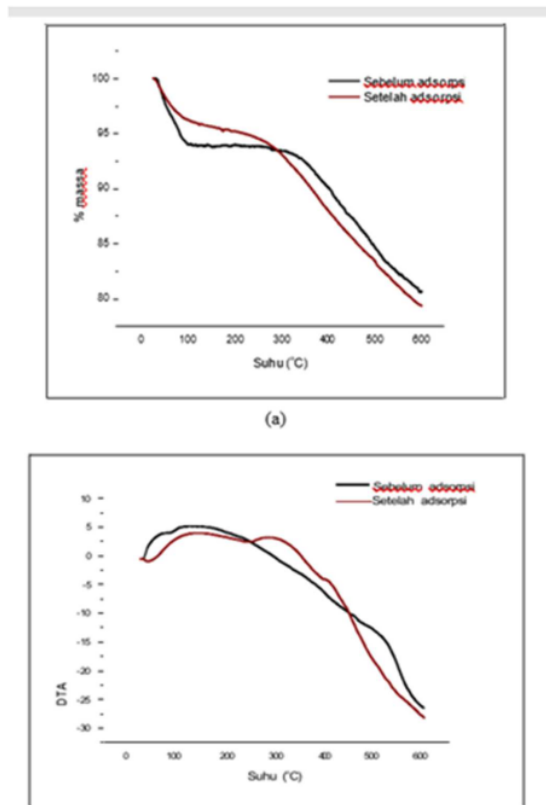 Sebelum adsorpsi
Setelah adsorpsi
100
95
90
85
80
% massa
0 100 200 300 400 500 600
Suhu (°C)
(a)
Sebelum adsorpsi
Setelah adsorpsi
10
5
0
-5
-10
-15
-20
-25
-30
DTA
0 100 200 300 400 500 600
Suhu (°C)